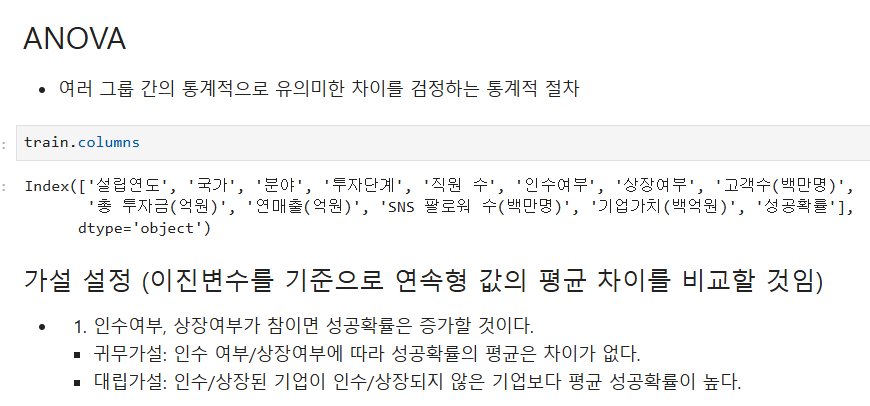 ANOVA
• 여러 그룹 간의 통계적으로 유의미한 차이를 검정하는 통계적 절차
: train.columns
: Index(['설립연도', '국가', '분야', '투자단계', '직원 수', '인수여부', '상장여부', '고객수(백만명)',
'총 투자금(억원)', '연매출(억원)', 'SNS 팔로워 수(백만명)', '기업가치(백억원)', '성공확률'],
dtype='object')
가설 설정 (이진변수를 기준으로 연속형 값의 평균 차이를 비교할 것임)
• 1. 인수여부, 상장여부가 참이면 성공확률은 증가할 것이다.
▪ 귀무가설: 인수 여부/상장여부에 따라 성공확률의 평균은 차이가 없다.
▪ 대립가설: 인수/상장된 기업이 인수/상장되지 않은 기업보다 평균 성공확률이 높다.